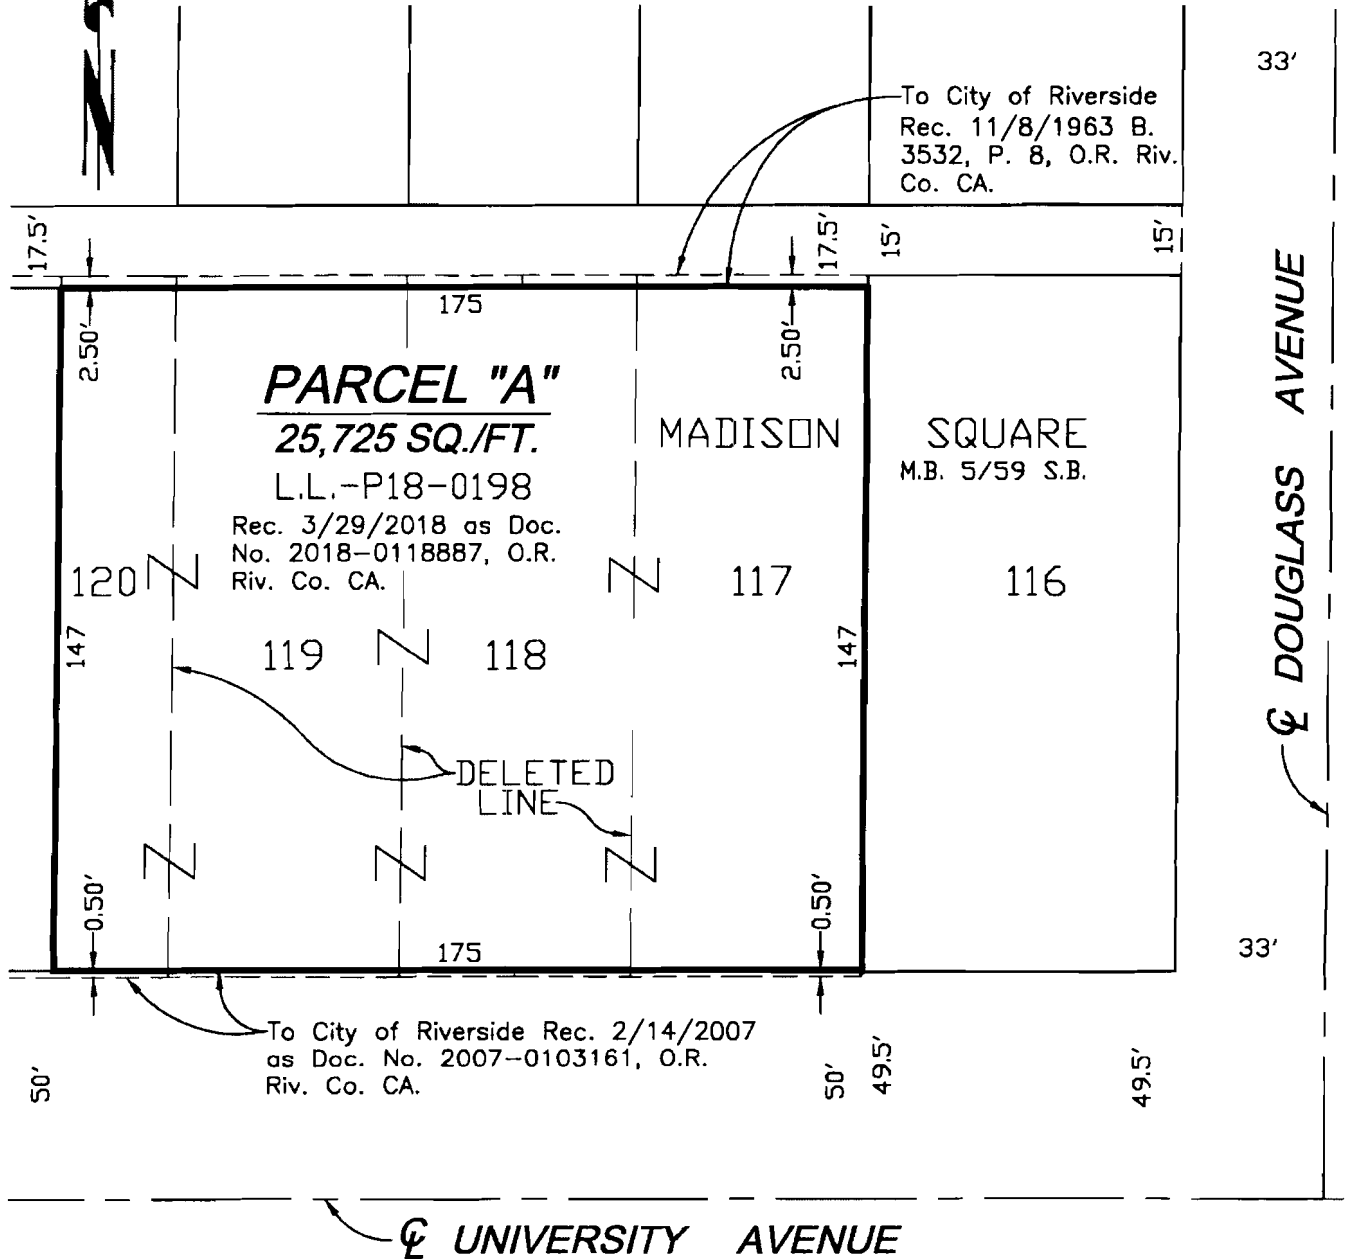 N
33'
To City of Riverside
Rec. 11/8/1963 B.
3532, P. 8, O.R. Riv.
Co. CA.
17.5'
17.5'
15'
15'
175
2.50'
2.50'
PARCEL "A"
25,725 SQ./FT.
L.L.-P18-0198
Rec. 3/29/2018 as Doc.
No. 2018-0118887, O.R.
Riv. Co. CA.
MADISON
SQUARE
M.B. 5/59 S.B.
120
119
118
117
116
147
147
DELETED
LINE
℄ DOUGLASS AVENUE
0.50'
0.50'
175
33'
To City of Riverside Rec. 2/14/2007
as Doc. No. 2007-0103161, O.R.
Riv. Co. CA.
50'
50'
49.5'
49.5'
℄ UNIVERSITY AVENUE